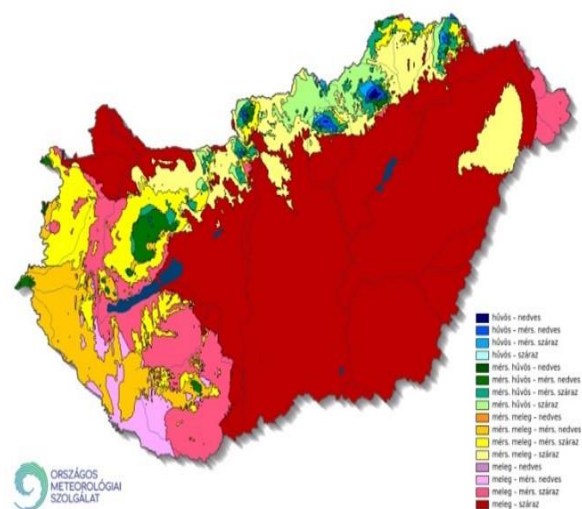 hűvös - nedves
hűvös - mérs. nedves
hűvös - mérs. száraz
hűvös - száraz
mérs. hűvös - nedves
mérs. hűvös - mérs. nedves
mérs. hűvös - mérs. száraz
mérs. hűvös - száraz
mérs. meleg - nedves
mérs. meleg - mérs. nedves
mérs. meleg - mérs. száraz
mérs. meleg - száraz
meleg - nedves
meleg - mérs. nedves
meleg - mérs. száraz
meleg - száraz
ORSZÁGOS
METEOROLÓGIAI
SZOLGÁLAT